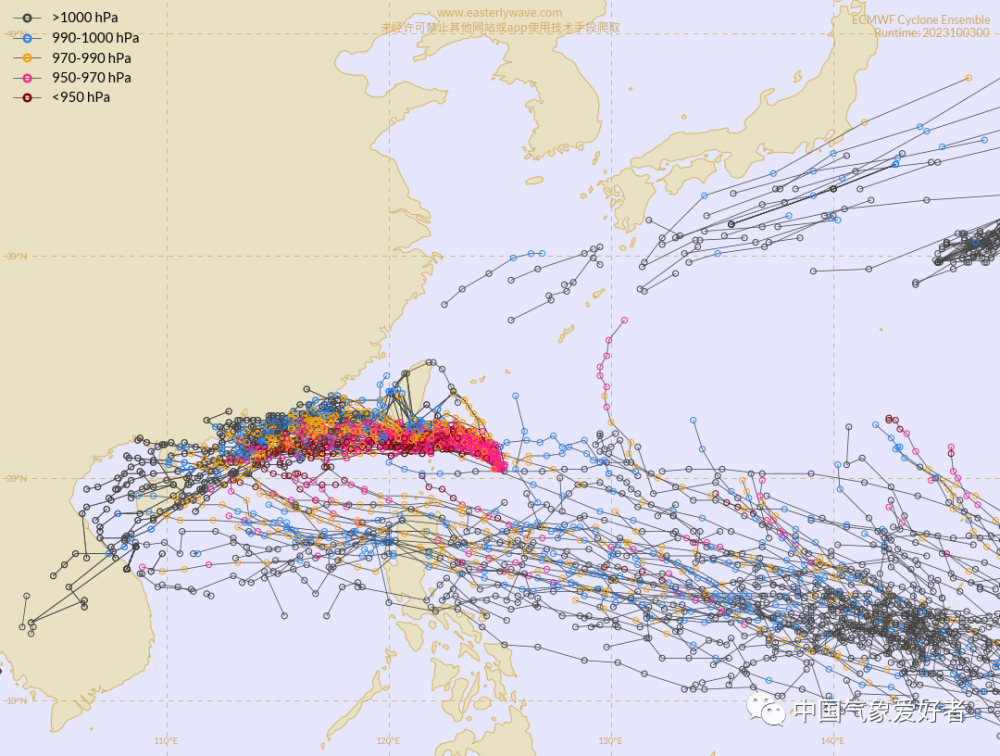 >1000 hPa
990-1000 hPa
970-990 hPa
950-970 hPa
<950 hPa
www.easterlywave.com
未经许可禁止其他网站或app使用技术手段爬取
ECMWF Cyclone Ensemble
Runtime: 2023100300
40°N
30°N
20°N
10°N
110°E
120°E
130°E
140°E
中国气象爱好者